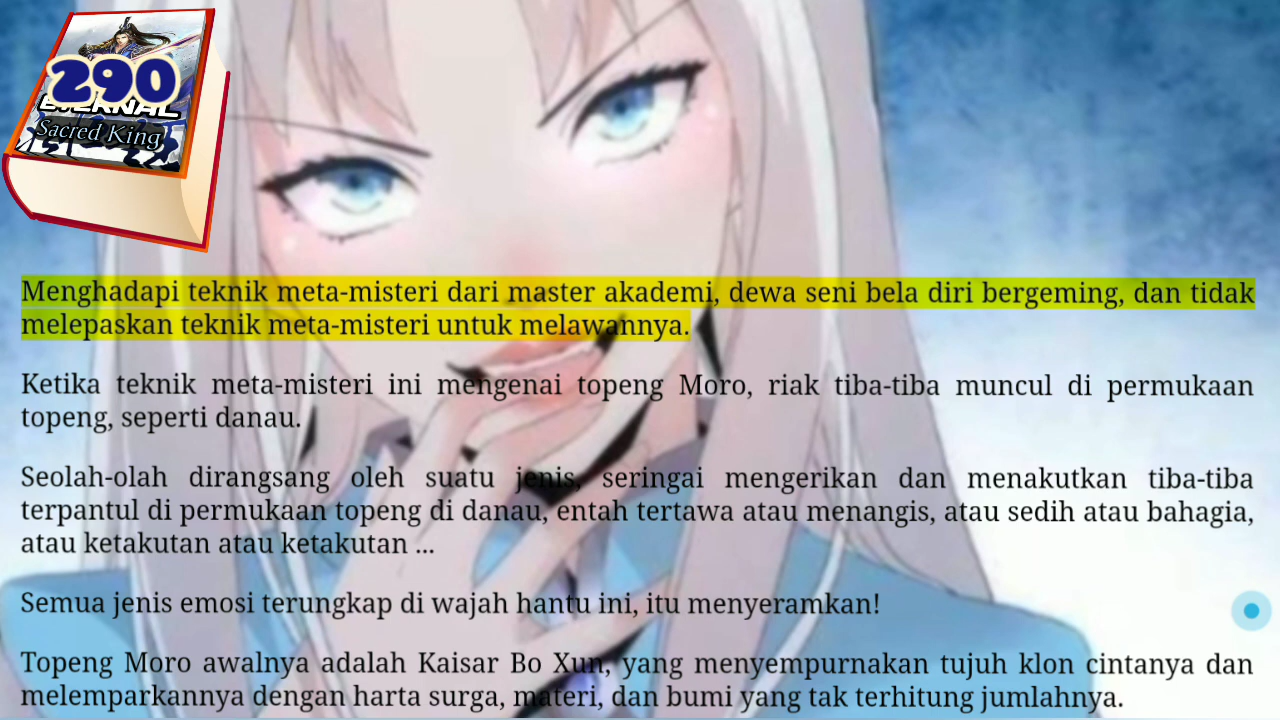 290
ETERNAL
Sacred King
Menghadapi teknik meta-misteri dari master akademi, dewa seni bela diri bergeming, dan tidak
melepaskan teknik meta-misteri untuk melawannya.
Ketika teknik meta-misteri ini mengenai topeng Moro, riak tiba-tiba muncul di permukaan
topeng, seperti danau.
Seolah-olah dirangsang oleh suatu jenis, seringai mengerikan dan menakutkan tiba-tiba
terpantul di permukaan topeng di danau, entah tertawa atau menangis, atau sedih atau bahagia,
atau ketakutan atau ketakutan ...
Semua jenis emosi terungkap di wajah hantu ini, itu menyeramkan!
Topeng Moro awalnya adalah Kaisar Bo Xun, yang menyempurnakan tujuh klon cintanya dan
melemparkannya dengan harta surga, materi, dan bumi yang tak terhitung jumlahnya.